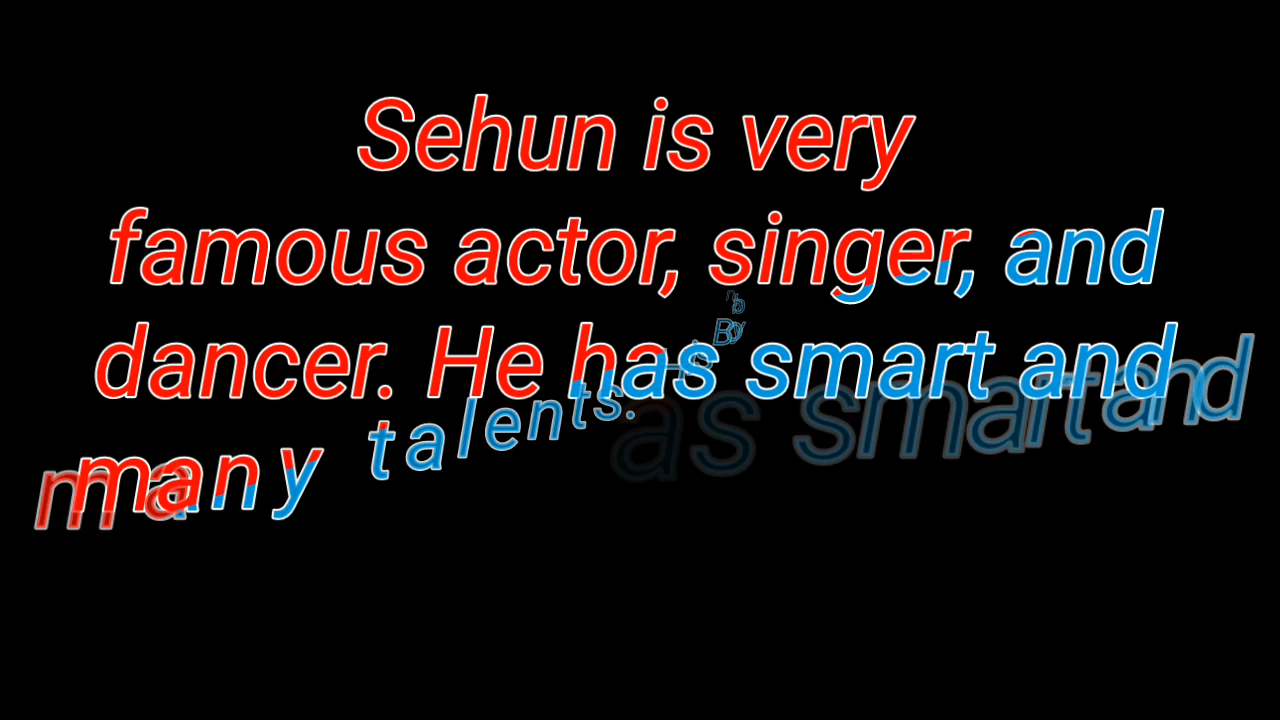 Sehun is very
famous actor, singer, and
dancer. He has smart and
many talents.